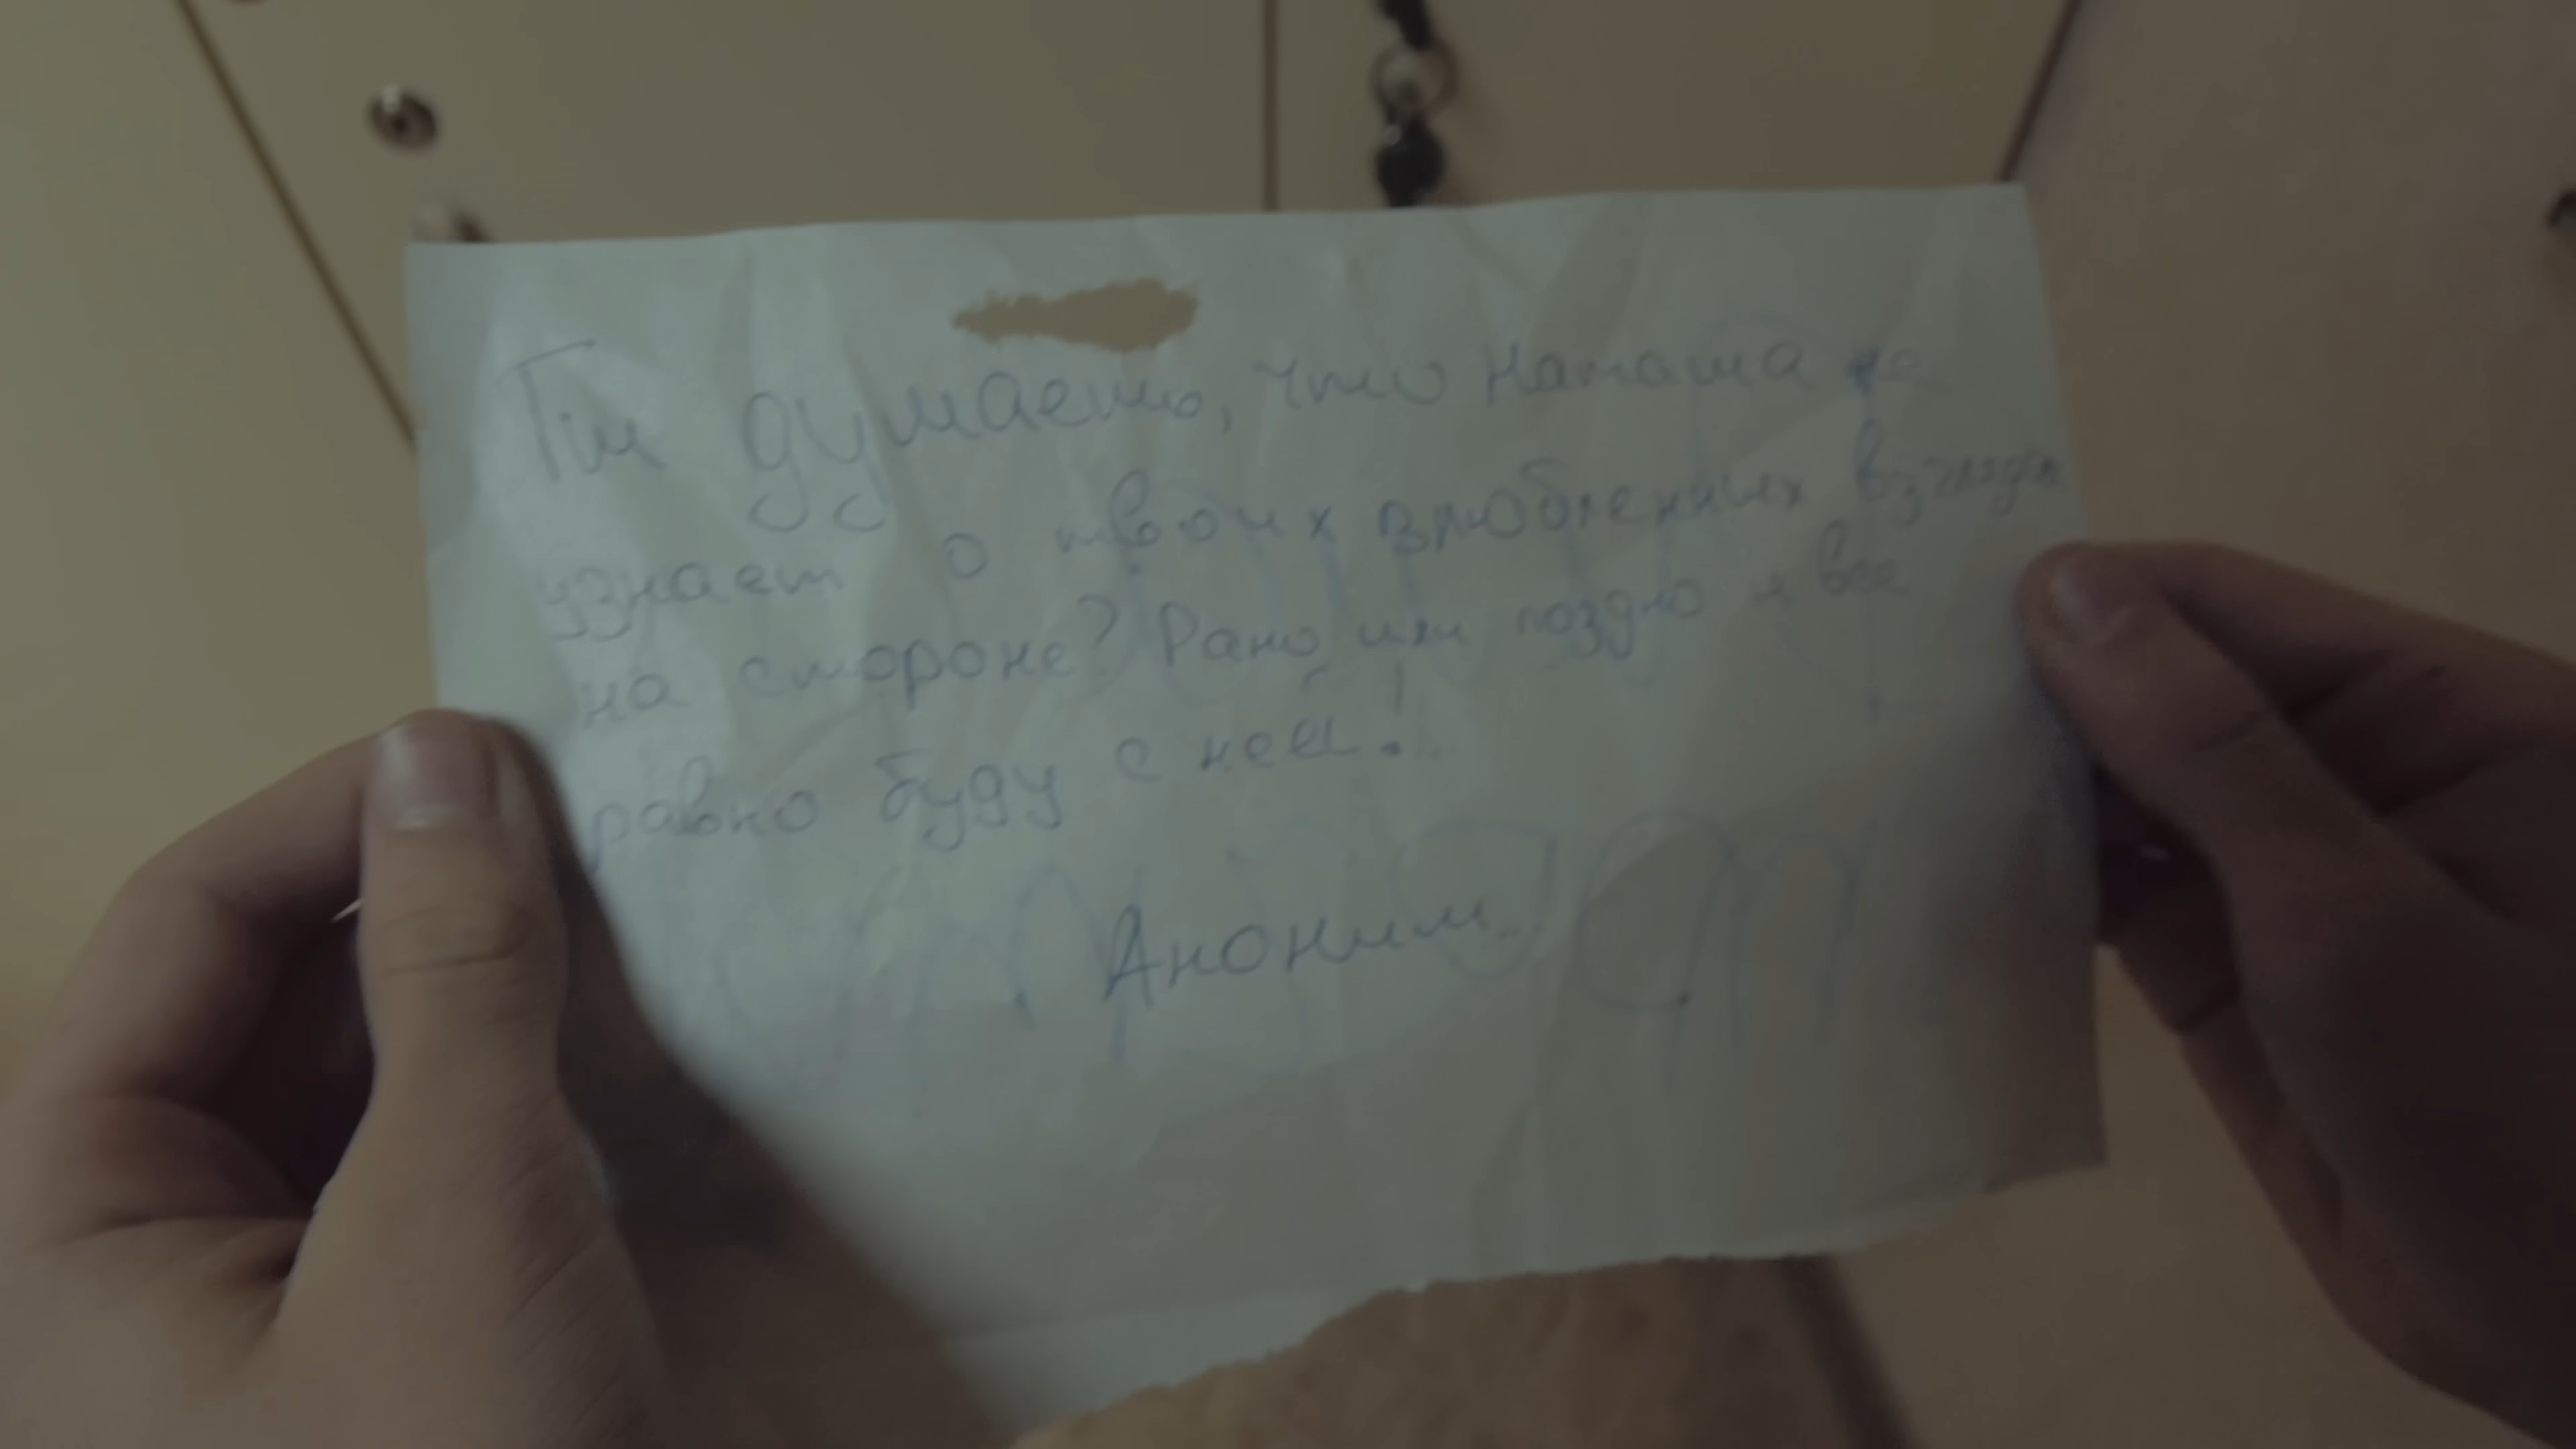 Ты думаешь, что Наташа не
узнает о твоих влюбленных взглядах
на стороне? Рано или поздно я все
равно буду с ней!
Аноним.